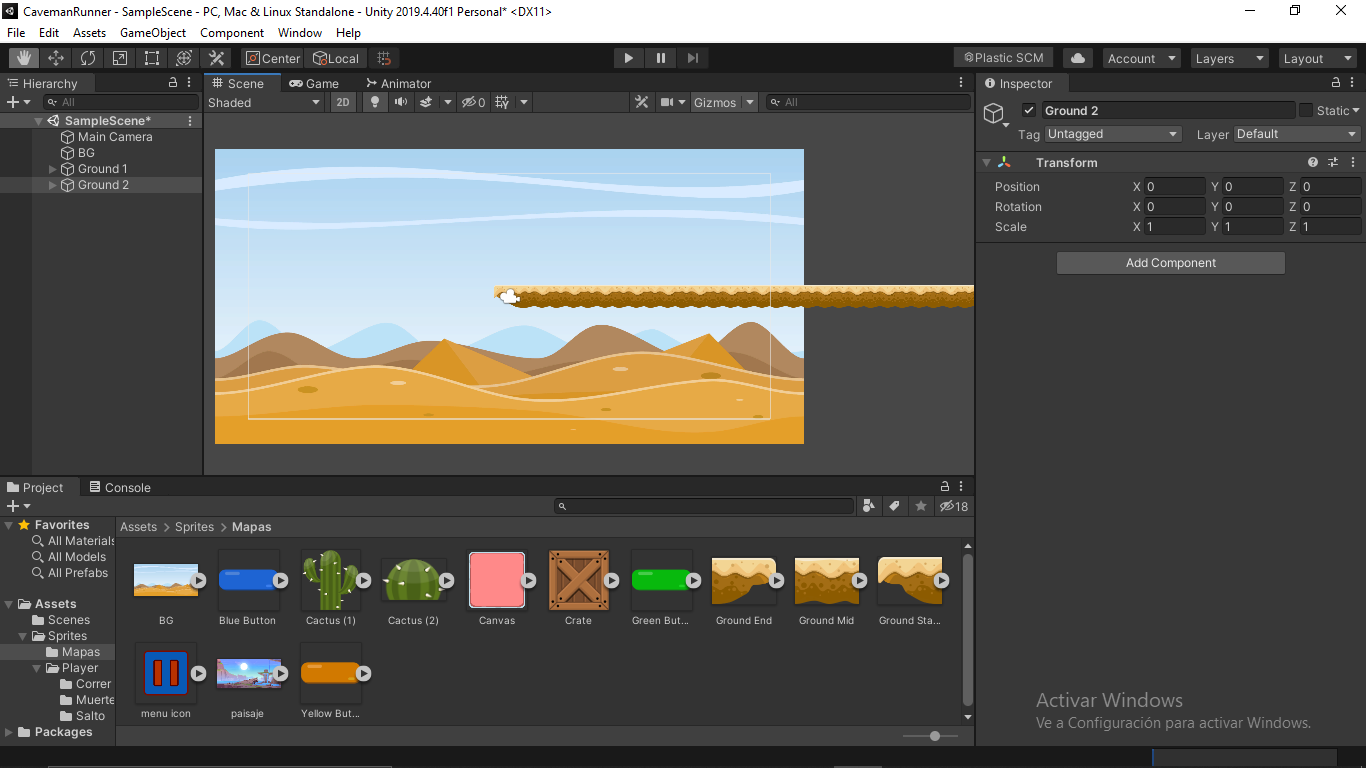 CavemanRunner - SampleScene - PC, Mac & Linux Standalone - Unity 2019.4.40f1 Personal* <DX11>
File Edit Assets GameObject Component Window Help
Center Local Plastic SCM Account Layers Layout
Hierarchy
All
SampleScene*
Main Camera
BG
Ground 1
Ground 2
Scene Game Animator
Shaded 2D 0 Gizmos All
Inspector
Ground 2 Static
Tag Untagged Layer Default
Transform
Position X 0 Y 0 Z 0
Rotation X 0 Y 0 Z 0
Scale X 1 Y 1 Z 1
Add Component
Project Console
18
Favorites
All Materials
All Models
All Prefabs
Assets
Scenes
Sprites
Mapas
Player
Correr
Muerte
Salto
Packages
Assets > Sprites > Mapas
BG Blue Button Cactus (1) Cactus (2) Canvas Crate Green But... Ground End Ground Mid Ground Sta...
menu icon paisaje Yellow But...
Activar Windows
Ve a Configuración para activar Windows.